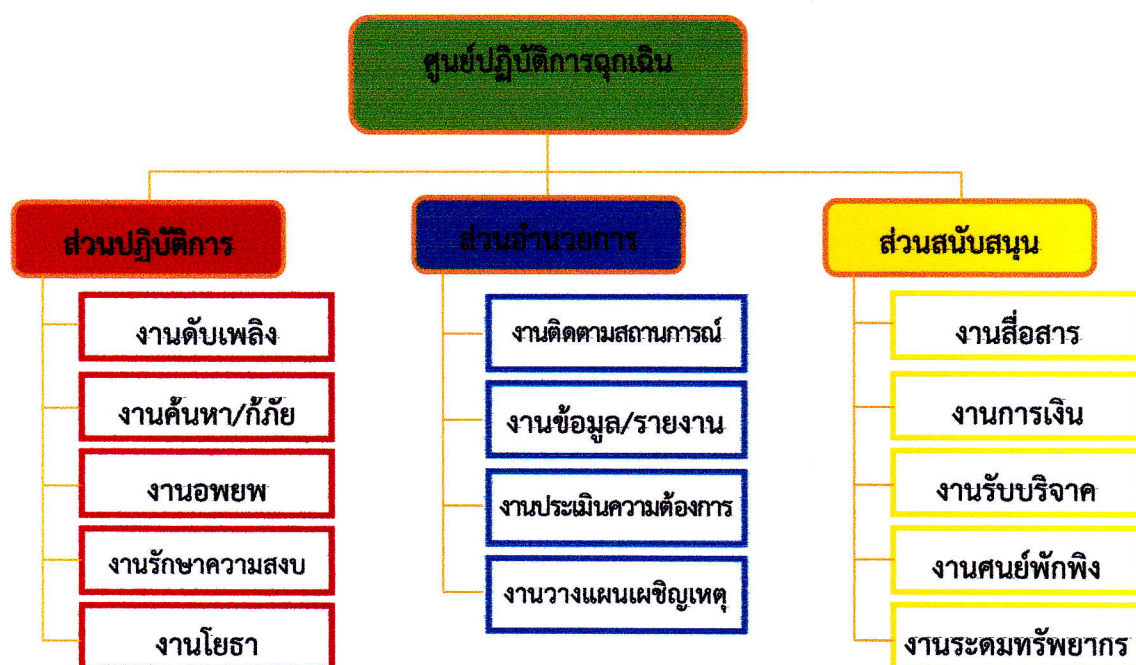 ศูนย์ปฏิบัติการฉุกเฉิน
ส่วนปฏิบัติการ
งานดับเพลิง
งานค้นหา/ก้ภัย
งานอพยพ
งานรักษาความสงบ
งานโยธา
ส่วนอำนวยการ
งานติดตามสถานการณ์
งานข้อมูล/รายงาน
งานประเมินความต้องการ
งานวางแผนเผชิญเหตุ
ส่วนสนับสนุน
งานสื่อสาร
งานการเงิน
งานรับบริจาค
งานศนย์พักพิง
งานระดมทรัพยากร